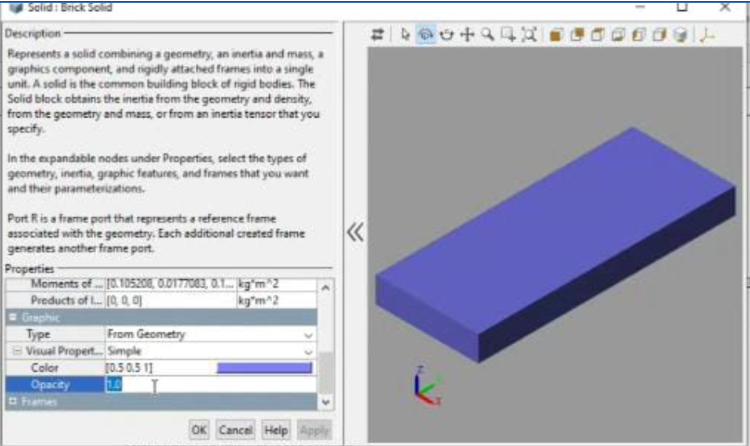 Solid : Brick Solid
Description
Represents a solid combining a geometry, an inertia and mass, a
graphics component, and rigidly attached frames into a single
unit. A solid is the common building block of rigid bodies. The
Solid block obtains the inertia from the geometry and density,
from the geometry and mass, or from an inertia tensor that you
specify.
In the expandable nodes under Properties, select the types of
geometry, inertia, graphic features, and frames that you want
and their parameterizations.
Port R is a frame port that represents a reference frame
associated with the geometry. Each additional created frame
generates another frame port.
Properties
Moments of ... [0.105208, 0.0177083, 0.1... kg*m^2
Products of I... [0, 0, 0] kg*m^2
Graphic
Type From Geometry
Visual Propert... Simple
Color [0.5 0.5 1]
Opacity 1.0
Frames
OK Cancel Help Apply
Z
X